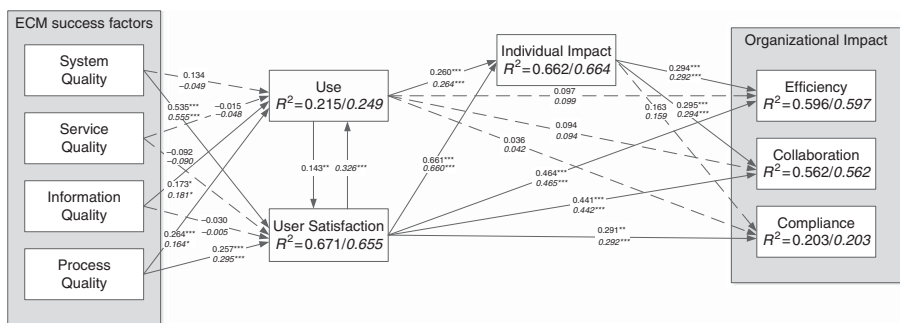 ECM success factors
System
Quality
Service
Quality
Information
Quality
Process
Quality
0.134
−0.049
0.535***
0.555***
−0.015
−0.048
−0.092
−0.090
0.173*
0.181*
−0.030
−0.005
0.264***
0.164*
0.257***
0.295***
Use
R²=0.215/0.249
0.143**
0.326***
User Satisfaction
R²=0.671/0.655
0.260***
0.264***
0.661***
0.660***
Individual Impact
R²=0.662/0.664
0.294***
0.292***
0.097
0.099
0.163
0.159
0.295***
0.294***
0.094
0.094
0.036
0.042
0.464***
0.465***
0.441***
0.442***
0.291**
0.292***
Organizational Impact
Efficiency
R²=0.596/0.597
Collaboration
R²=0.562/0.562
Compliance
R²=0.203/0.203